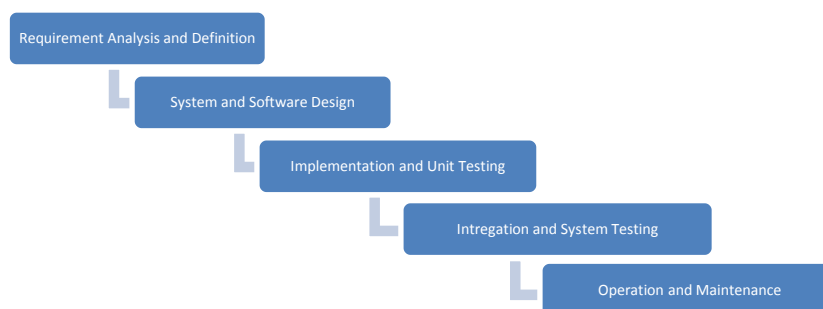 Requirement Analysis and Definition
System and Software Design
Implementation and Unit Testing
Intregation and System Testing
Operation and Maintenance